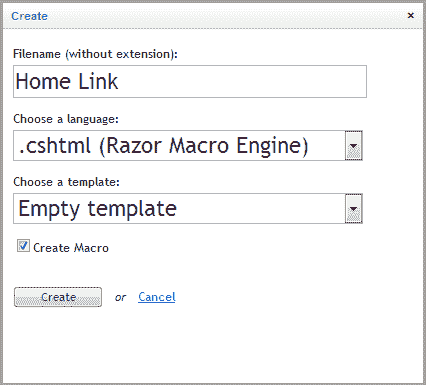 Create
Filename (without extension):
Home Link
Choose a language:
.cshtml (Razor Macro Engine)
Choose a template:
Empty template
Create Macro
Create or Cancel